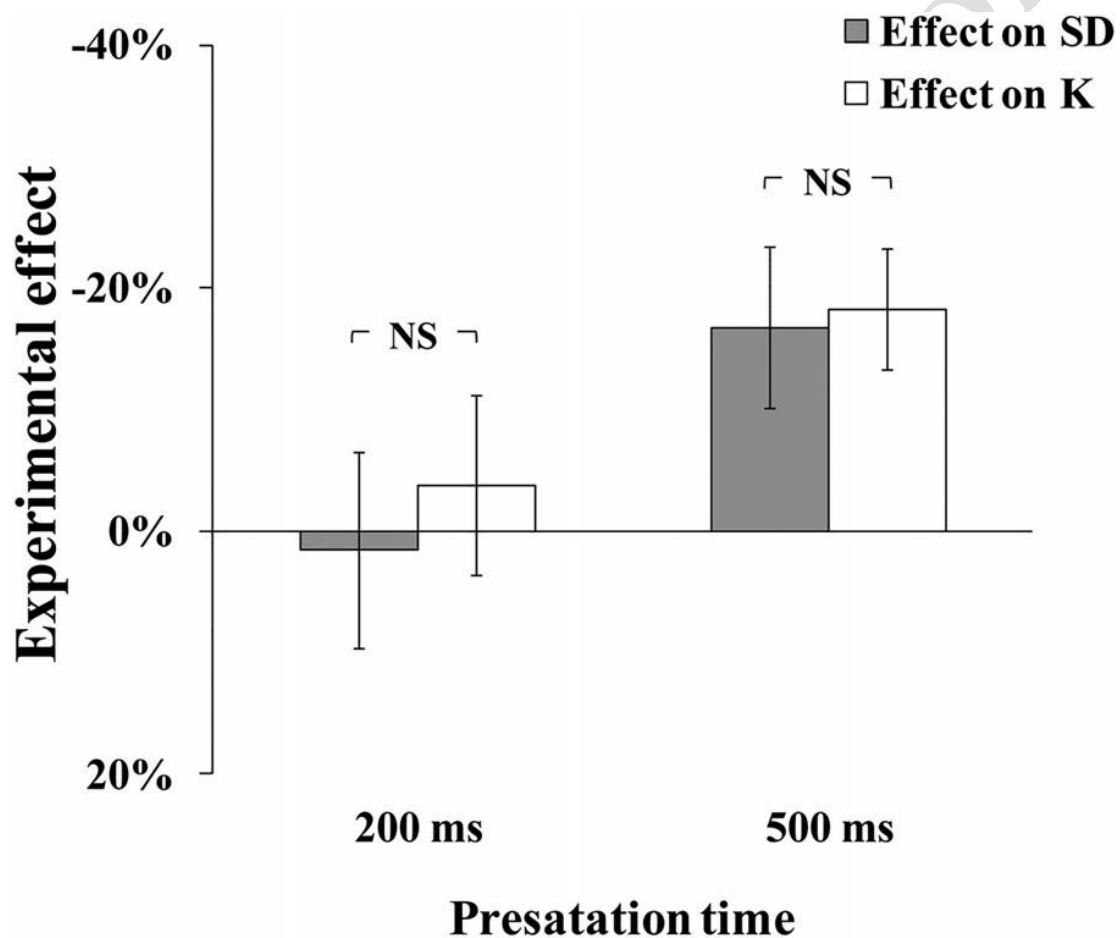 Effect on SD
Effect on K
-40%
-20%
0%
20%
Experimental effect
NS
NS
200 ms
500 ms
Presatation time